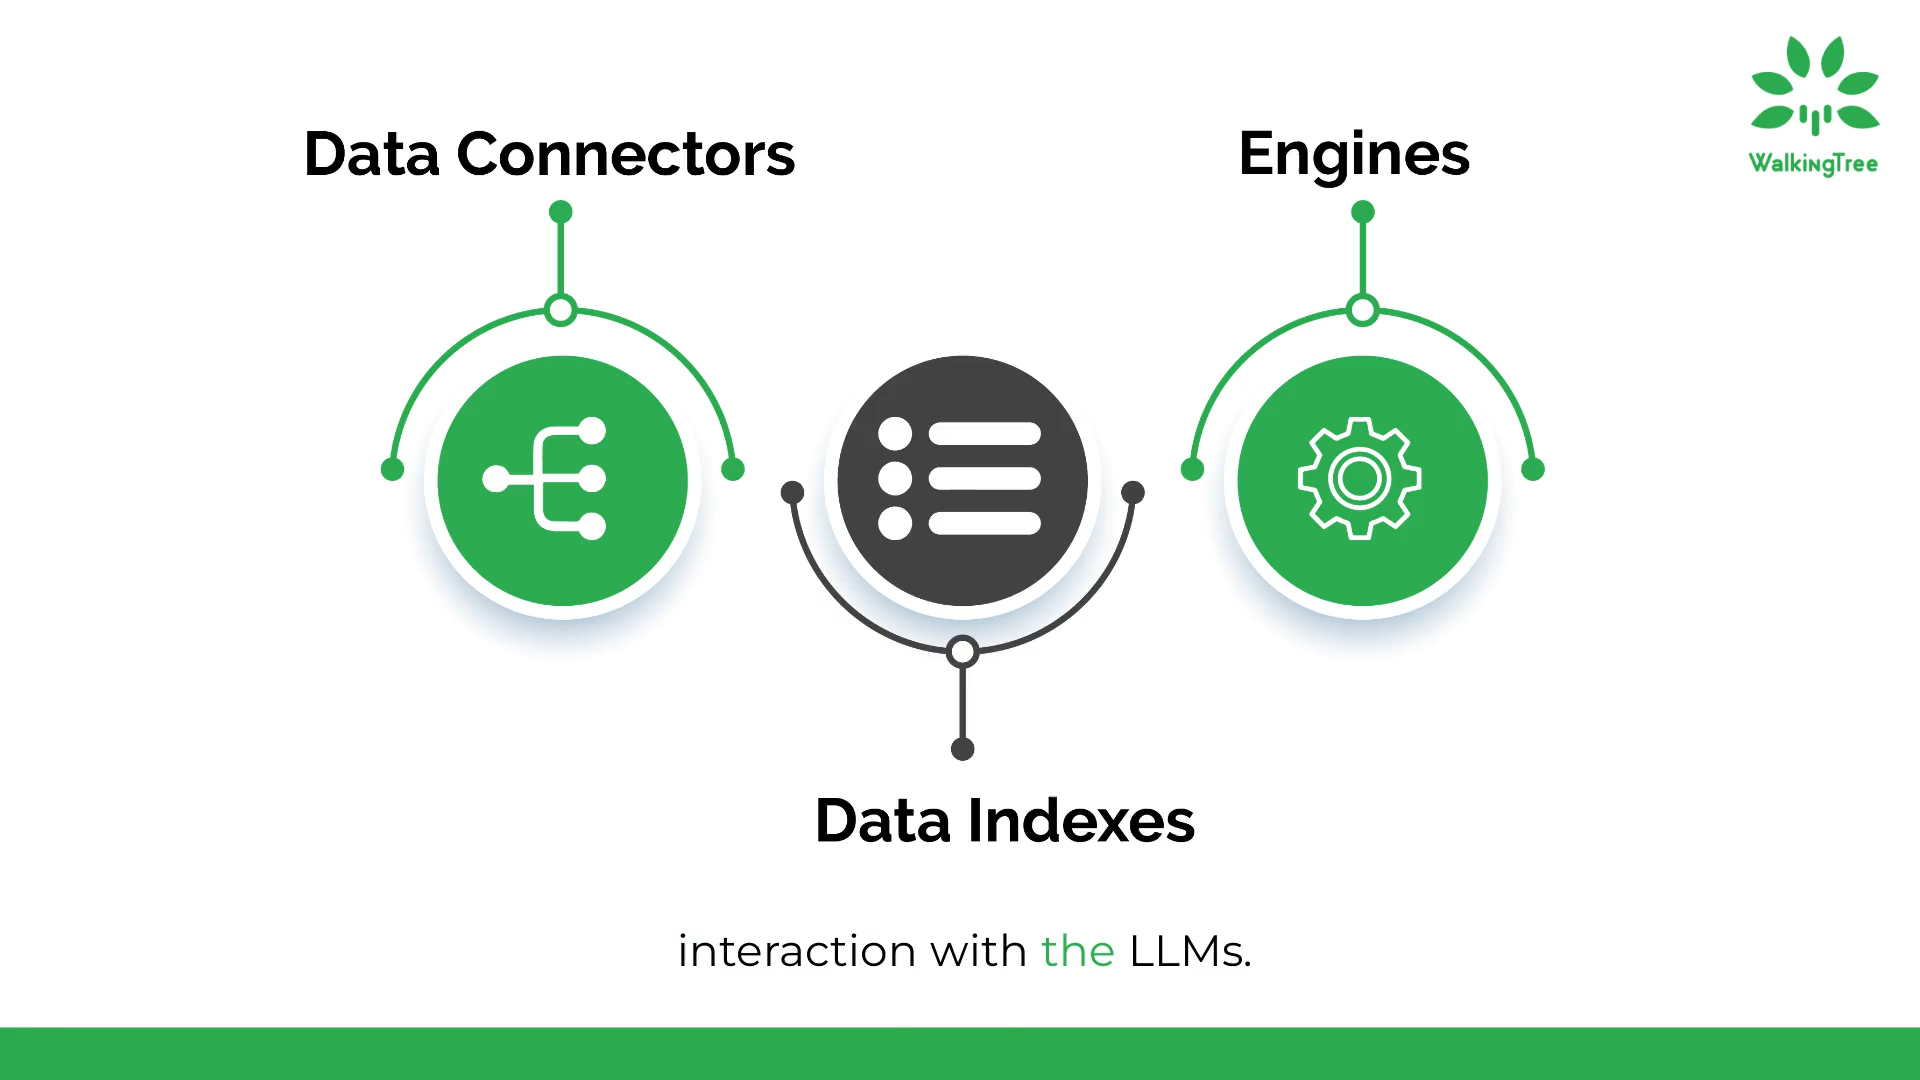 Data Connectors
Engines
WalkingTree
Data Indexes
interaction with the LLMs.